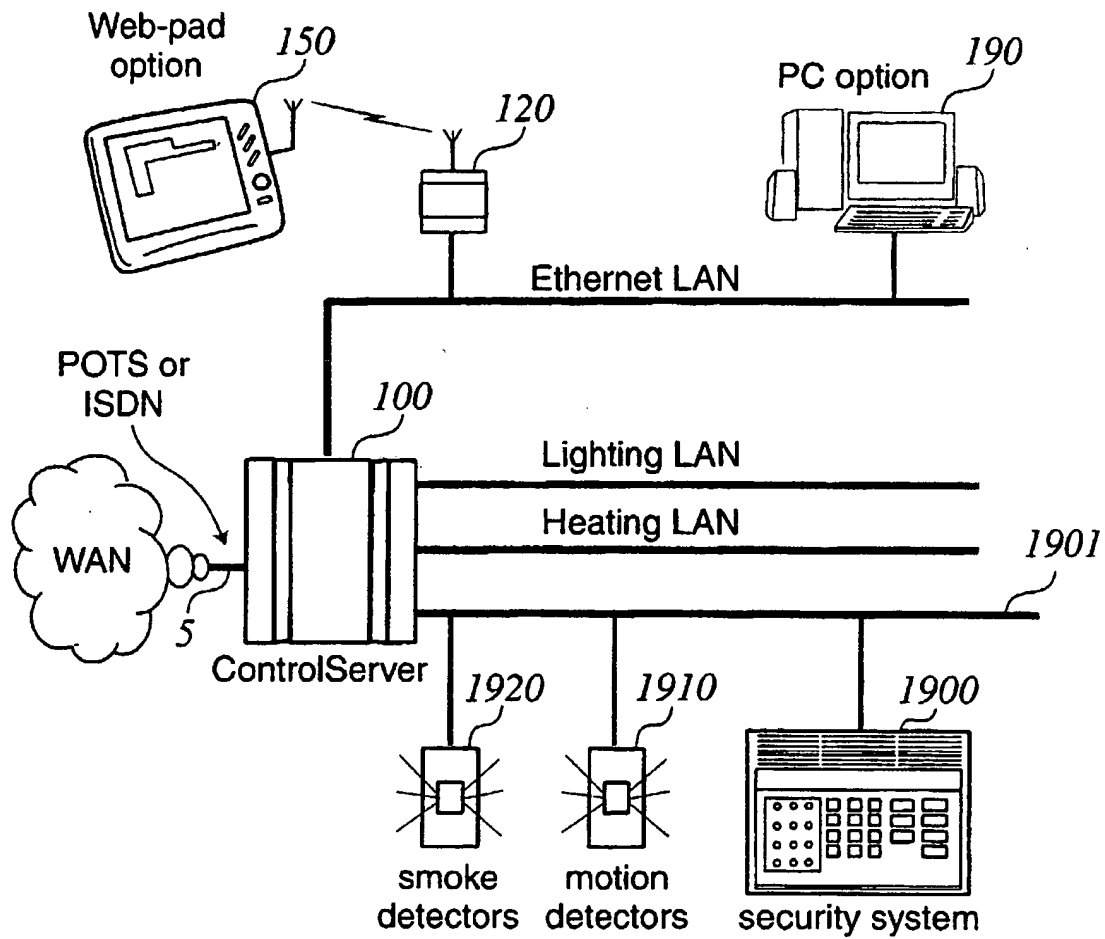 Web-pad
option
150
120
PC option
190
Ethernet LAN
POTS or
ISDN
100
Lighting LAN
Heating LAN
WAN
5
1901
ControlServer
1920
1910
1900
smoke
detectors
motion
detectors
security system